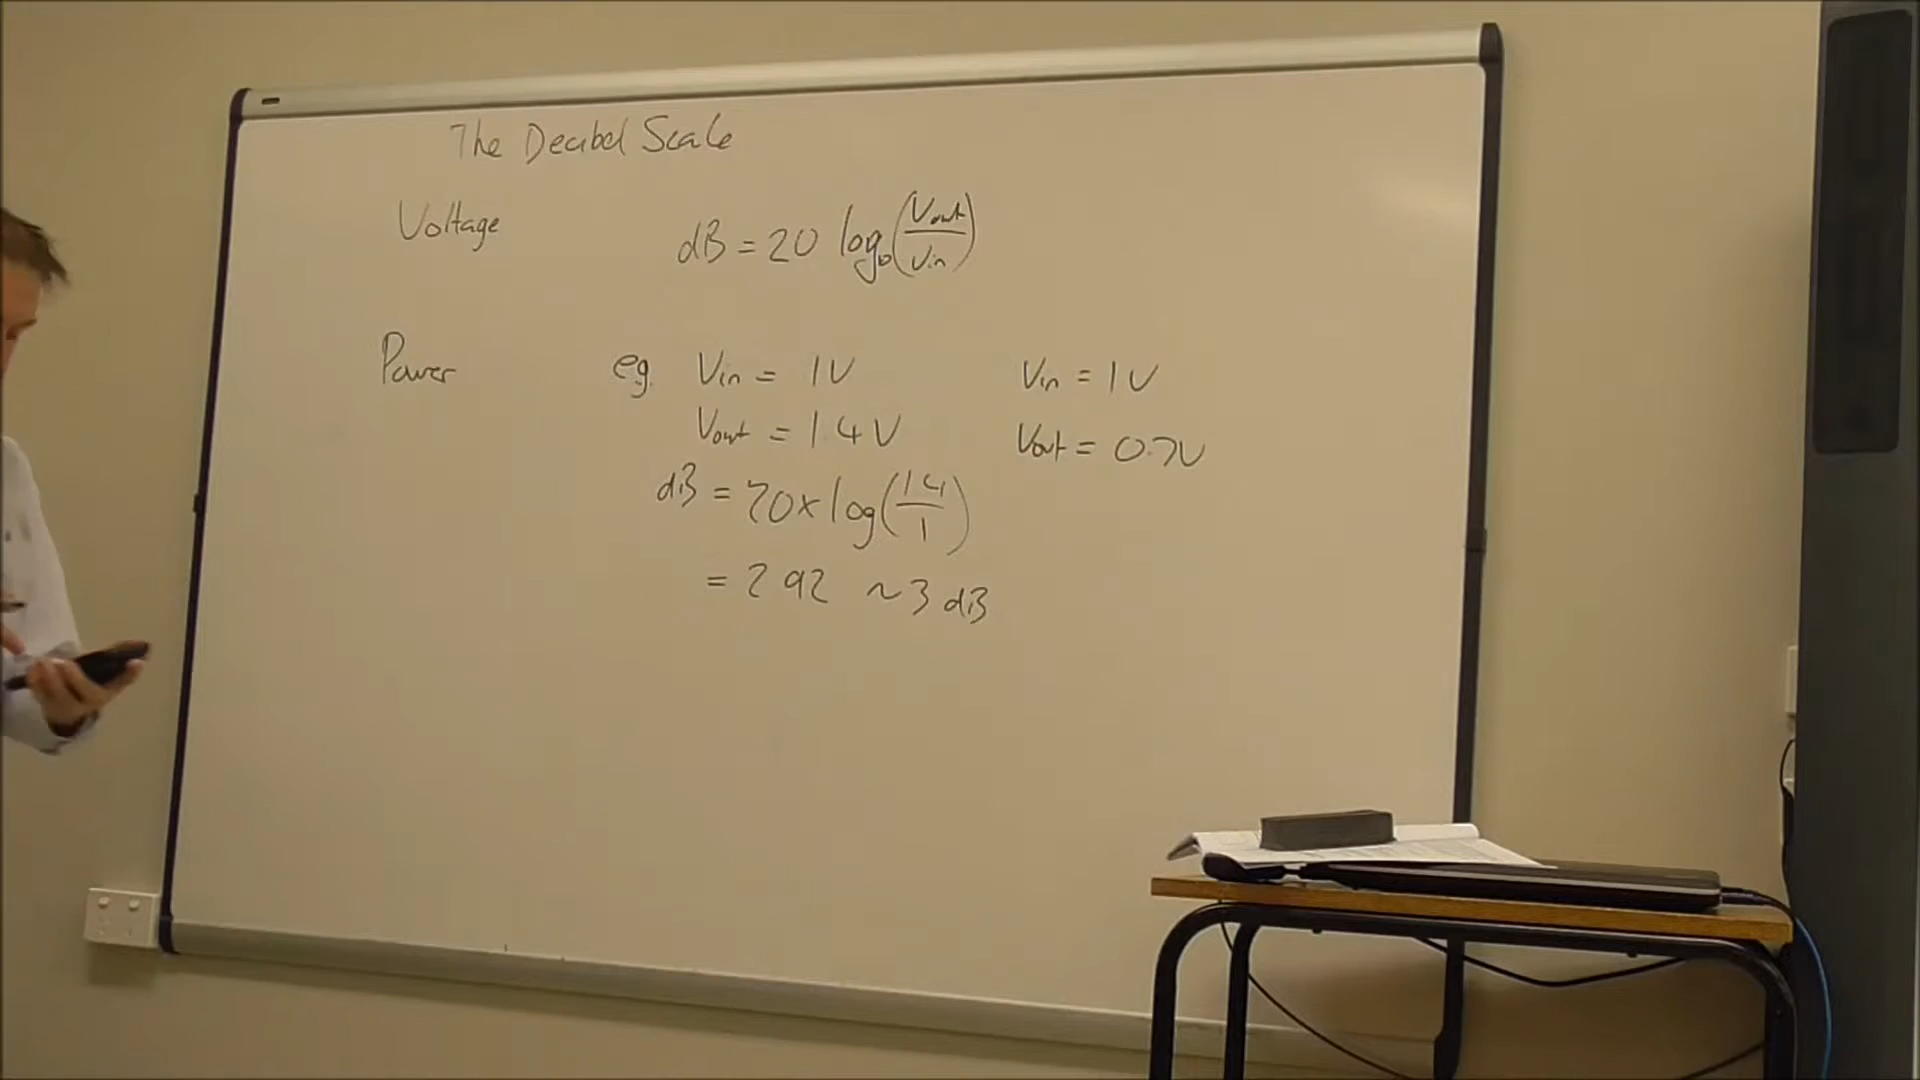 The Decibel Scale
Voltage
dB = 20 log₁₀(Vout/Vin)
Power
eg. Vin = 1V
Vout = 1.4V
dB = 20 x log(1.4/1)
= 2.92 ~3 dB
Vin = 1V
Vout = 0.7V